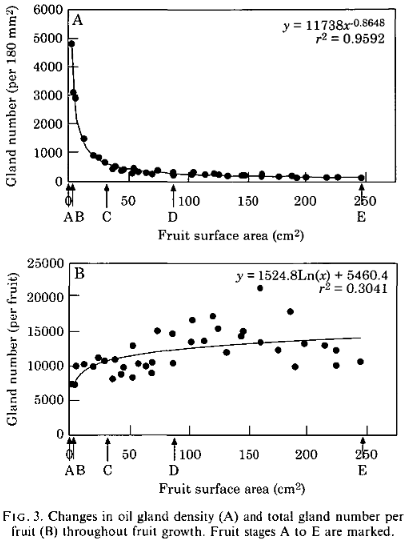 A
y = 11738x^-0.8648
r² = 0.9592
Gland number (per 180 mm²)
6000
5000
4000
3000
2000
1000
0
0 50 100 150 200 250
A B C D E
Fruit surface area (cm²)
B
y = 1524.8Ln(x) + 5460.4
r² = 0.3041
Gland number (per fruit)
25000
20000
15000
10000
5000
0
0 50 100 150 200 250
A B C D E
Fruit surface area (cm²)
FIG. 3. Changes in oil gland density (A) and total gland number per
fruit (B) throughout fruit growth. Fruit stages A to E are marked.